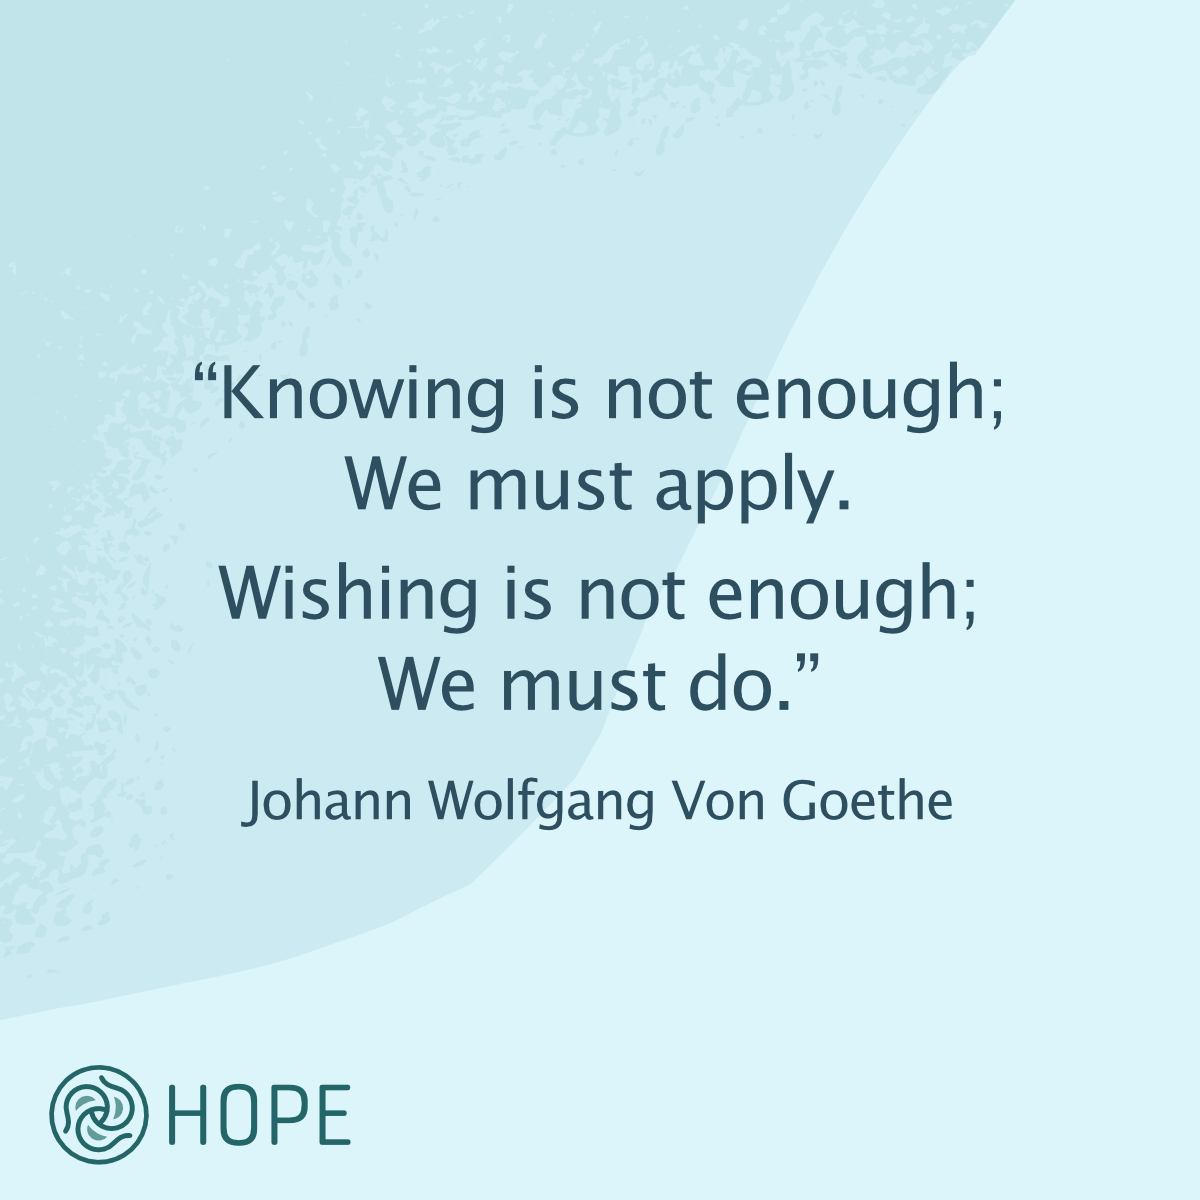 “Knowing is not enough;
We must apply.
Wishing is not enough;
We must do.”
Johann Wolfgang Von Goethe
HOPE